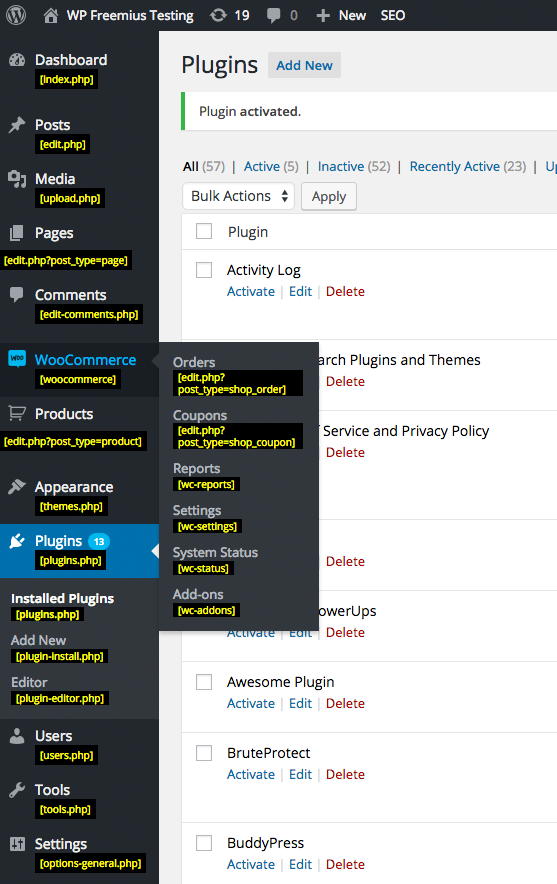 WP Freemius Testing 19 0 New SEO
Dashboard
[index.php]
Posts
[edit.php]
Media
[upload.php]
Pages
[edit.php?post_type=page]
Comments
[edit-comments.php]
WooCommerce
[woocommerce]
Products
[edit.php?post_type=product]
Appearance
[themes.php]
Plugins 13
[plugins.php]
Installed Plugins
[plugins.php]
Add New
[plugin-install.php]
Editor
[plugin-editor.php]
Users
[users.php]
Tools
[tools.php]
Settings
[options-general.php]
Orders
[edit.php?
post_type=shop_order]
Coupons
[edit.php?
post_type=shop_coupon]
Reports
[wc-reports]
Settings
[wc-settings]
System Status
[wc-status]
Add-ons
[wc-addons]
Plugins Add New
Plugin activated.
All (57) | Active (5) | Inactive (52) | Recently Active (23) | Up
Bulk Actions Apply
Plugin
Activity Log
Activate | Edit | Delete
arch Plugins and Themes
Delete
Service and Privacy Policy
Delete
Delete
owerUps
Activate | Edit | Delete
Awesome Plugin
Activate | Edit | Delete
BruteProtect
Activate | Edit | Delete
BuddyPress
Activate | Edit | Delete